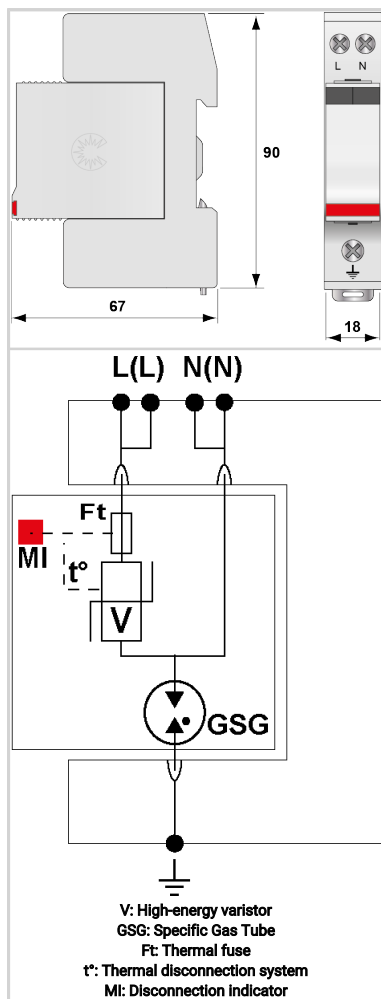 L N
90
67
18
L(L) N(N)
Ft
MI
t°
V
GSG
V: High-energy varistor
GSG: Specific Gas Tube
Ft: Thermal fuse
t°: Thermal disconnection system
MI: Disconnection indicator